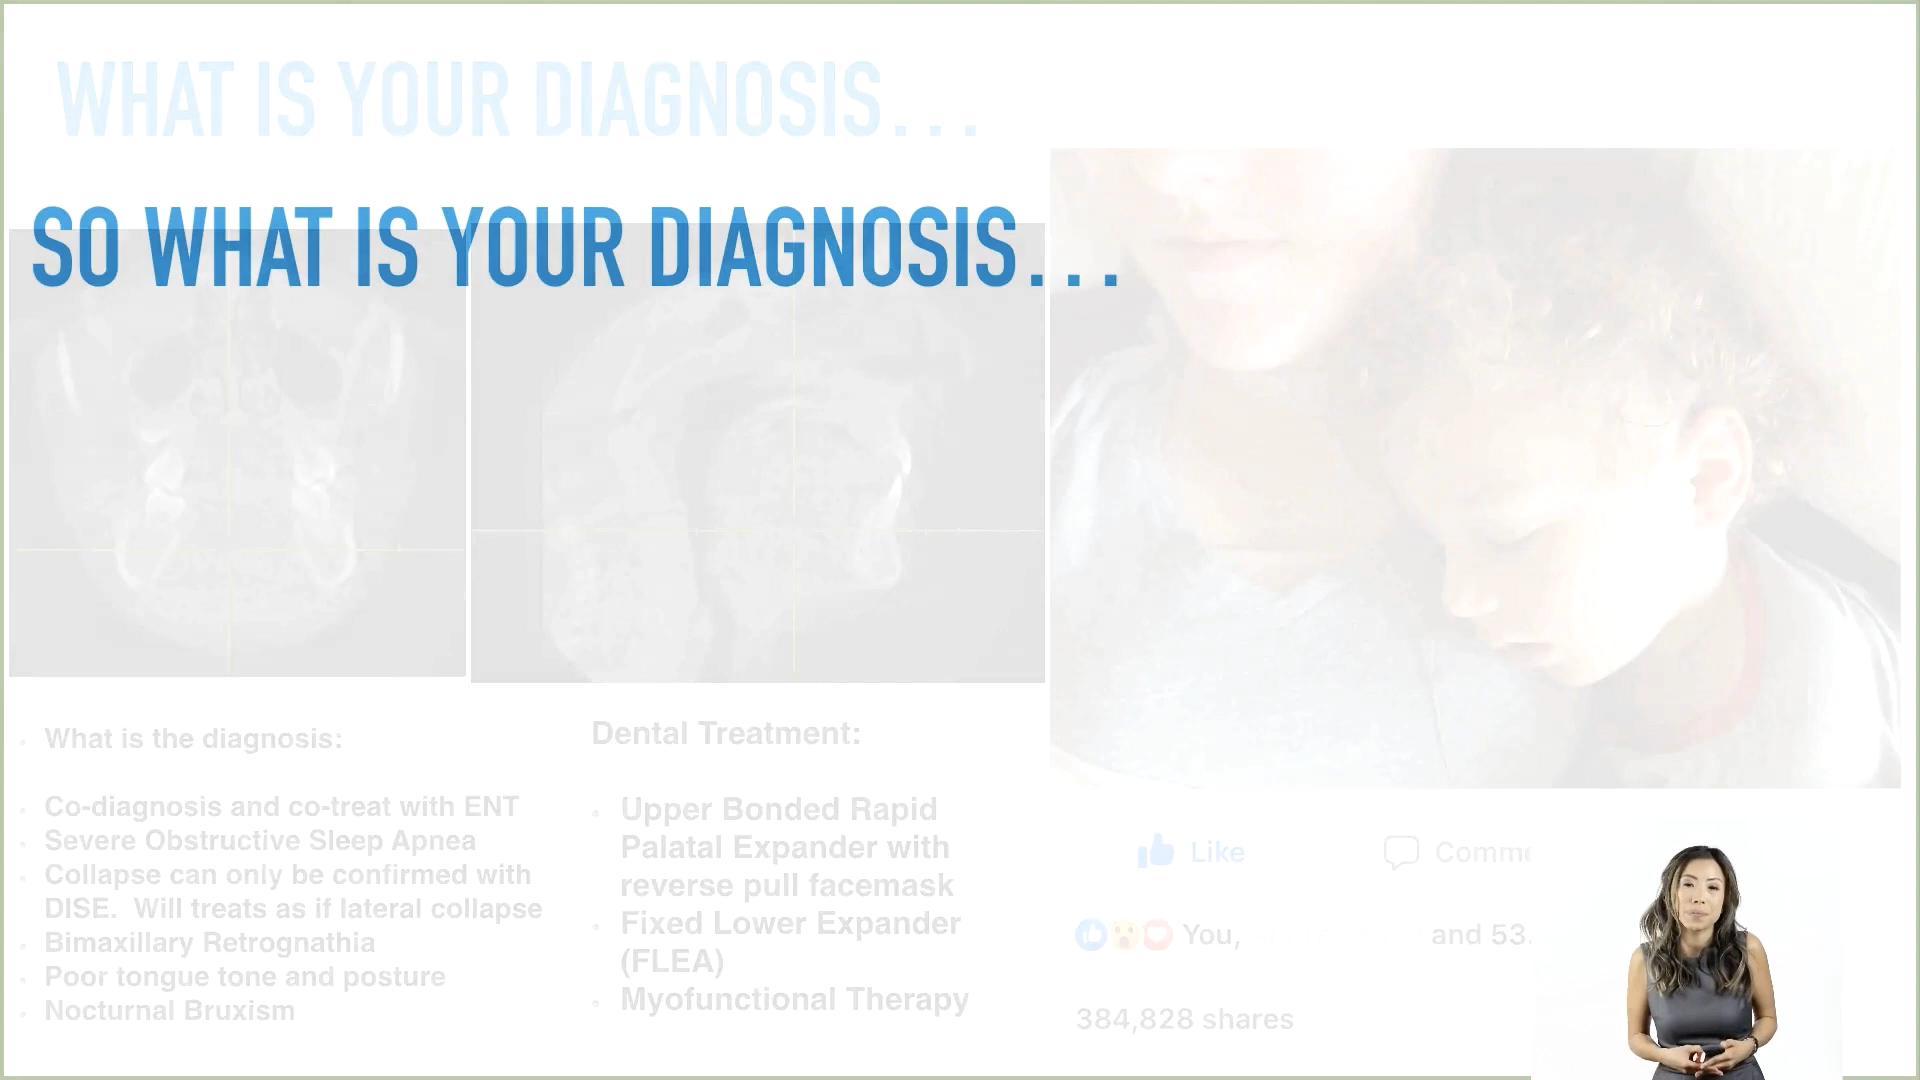 WHAT IS YOUR DIAGNOSIS...
SO WHAT IS YOUR DIAGNOSIS...
What is the diagnosis:
Co-diagnosis and co-treat with ENT
Severe Obstructive Sleep Apnea
Collapse can only be confirmed with
DISE. Will treats as if lateral collapse
Bimaxillary Retrognathia
Poor tongue tone and posture
Nocturnal Bruxism
Dental Treatment:
Upper Bonded Rapid
Palatal Expander with
reverse pull facemask
Fixed Lower Expander
(FLEA)
Myofunctional Therapy
Like
Comme
You, and 53.
384,828 shares